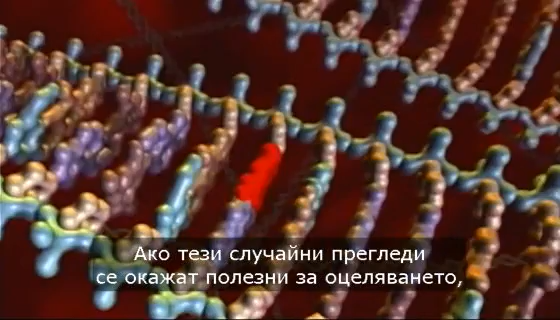 Ако тези случайни прегледи
се окажат полезни за оцеляването,